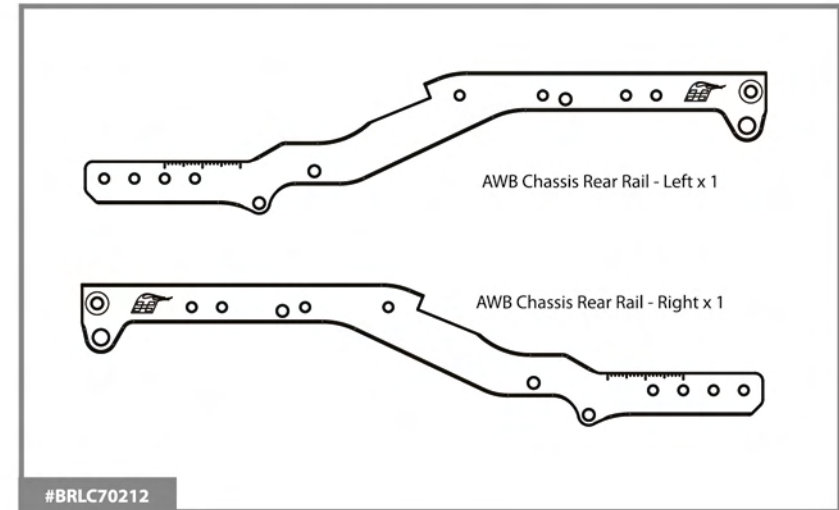 AWB Chassis Rear Rail - Left x 1
AWB Chassis Rear Rail - Right x 1
#BRLC70212